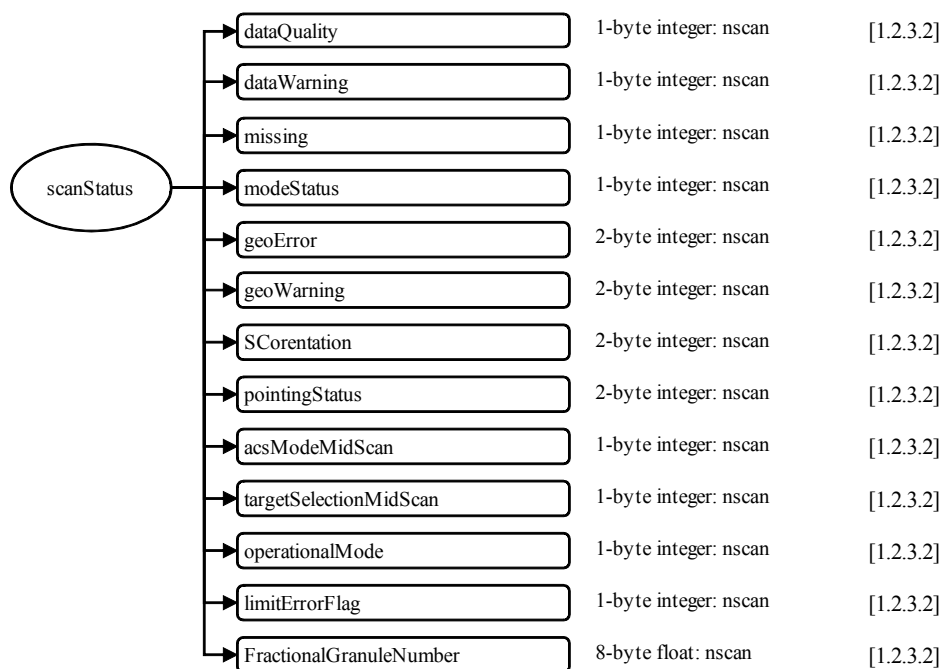 dataQuality 1-byte integer: nscan [1.2.3.2]
dataWarning 1-byte integer: nscan [1.2.3.2]
missing 1-byte integer: nscan [1.2.3.2]
scanStatus
modeStatus 1-byte integer: nscan [1.2.3.2]
geoError 2-byte integer: nscan [1.2.3.2]
geoWarning 2-byte integer: nscan [1.2.3.2]
SCorentation 2-byte integer: nscan [1.2.3.2]
pointingStatus 2-byte integer: nscan [1.2.3.2]
acsModeMidScan 1-byte integer: nscan [1.2.3.2]
targetSelectionMidScan 1-byte integer: nscan [1.2.3.2]
operationalMode 1-byte integer: nscan [1.2.3.2]
limitErrorFlag 1-byte integer: nscan [1.2.3.2]
FractionalGranuleNumber 8-byte float: nscan [1.2.3.2]